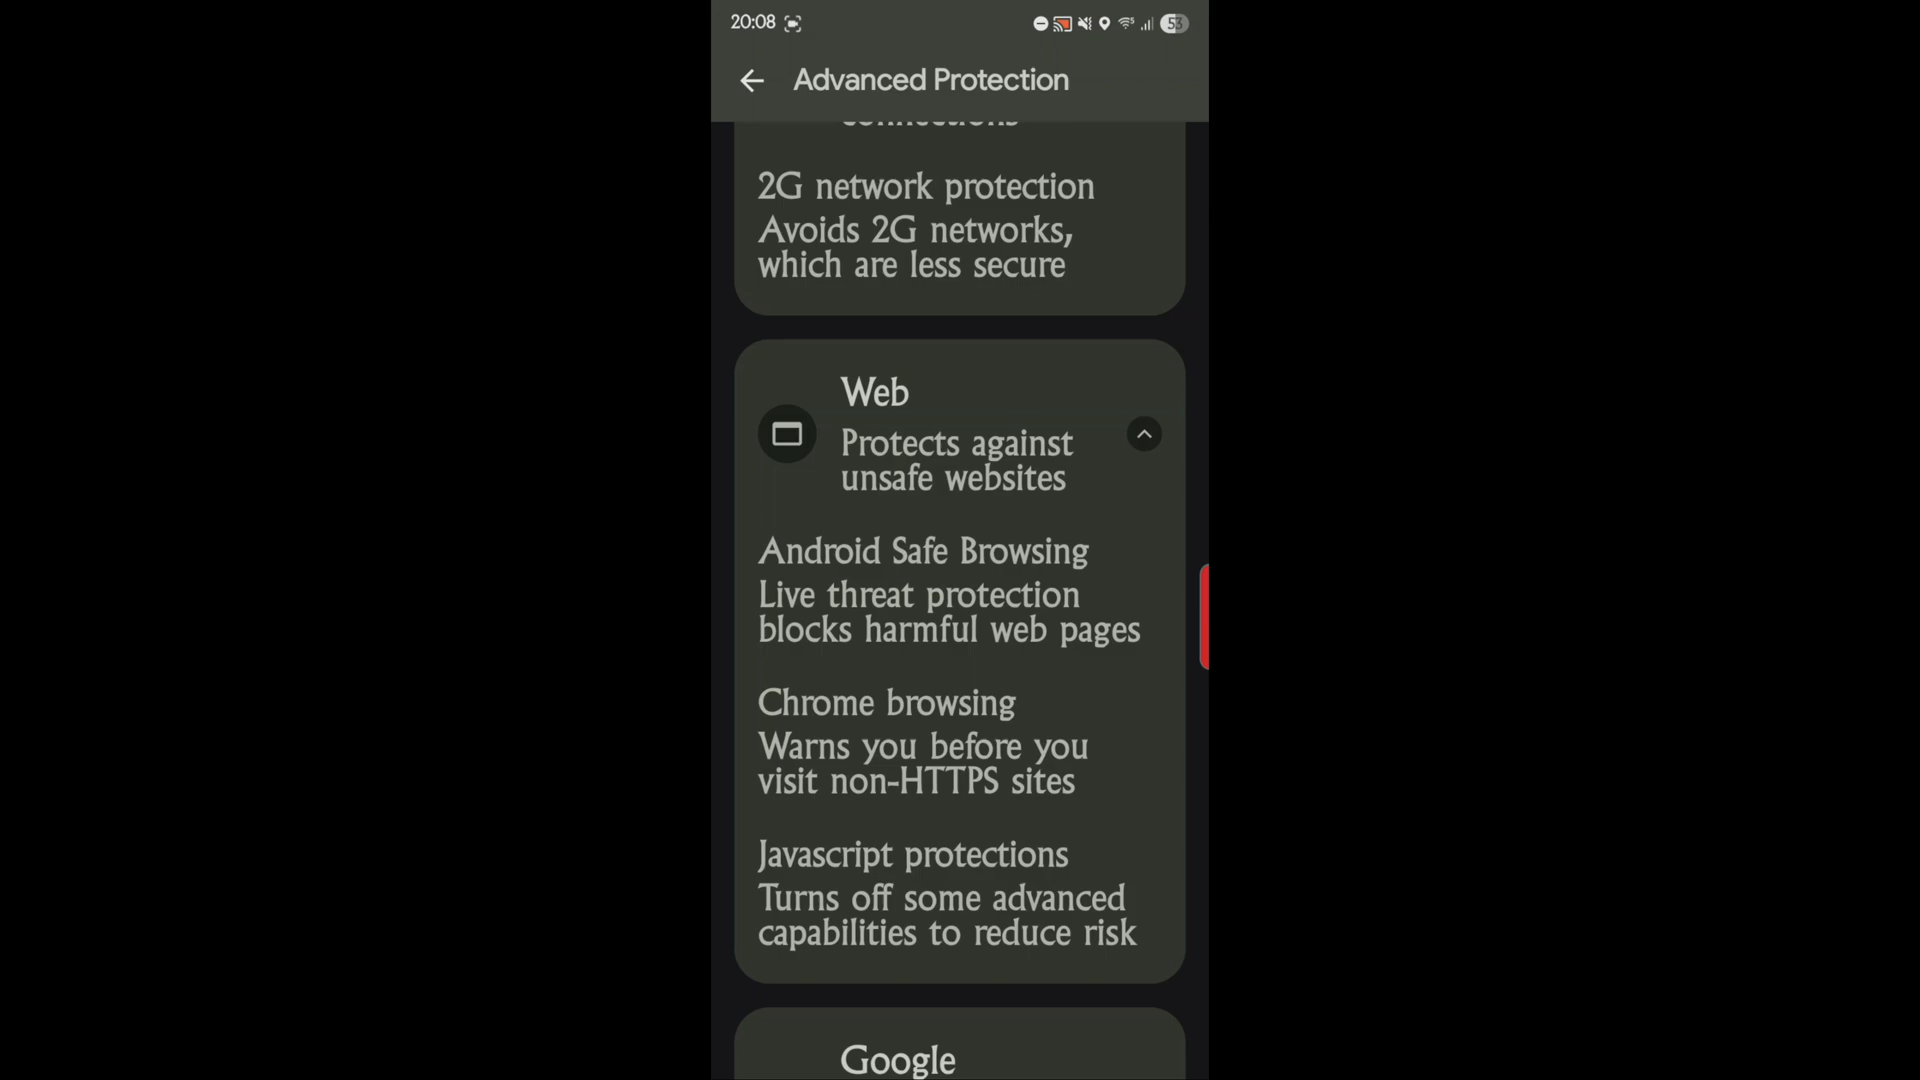 20:08
53
Advanced Protection
connections
2G network protection
Avoids 2G networks,
which are less secure
Web
Protects against
unsafe websites
Android Safe Browsing
Live threat protection
blocks harmful web pages
Chrome browsing
Warns you before you
visit non-HTTPS sites
Javascript protections
Turns off some advanced
capabilities to reduce risk
Google